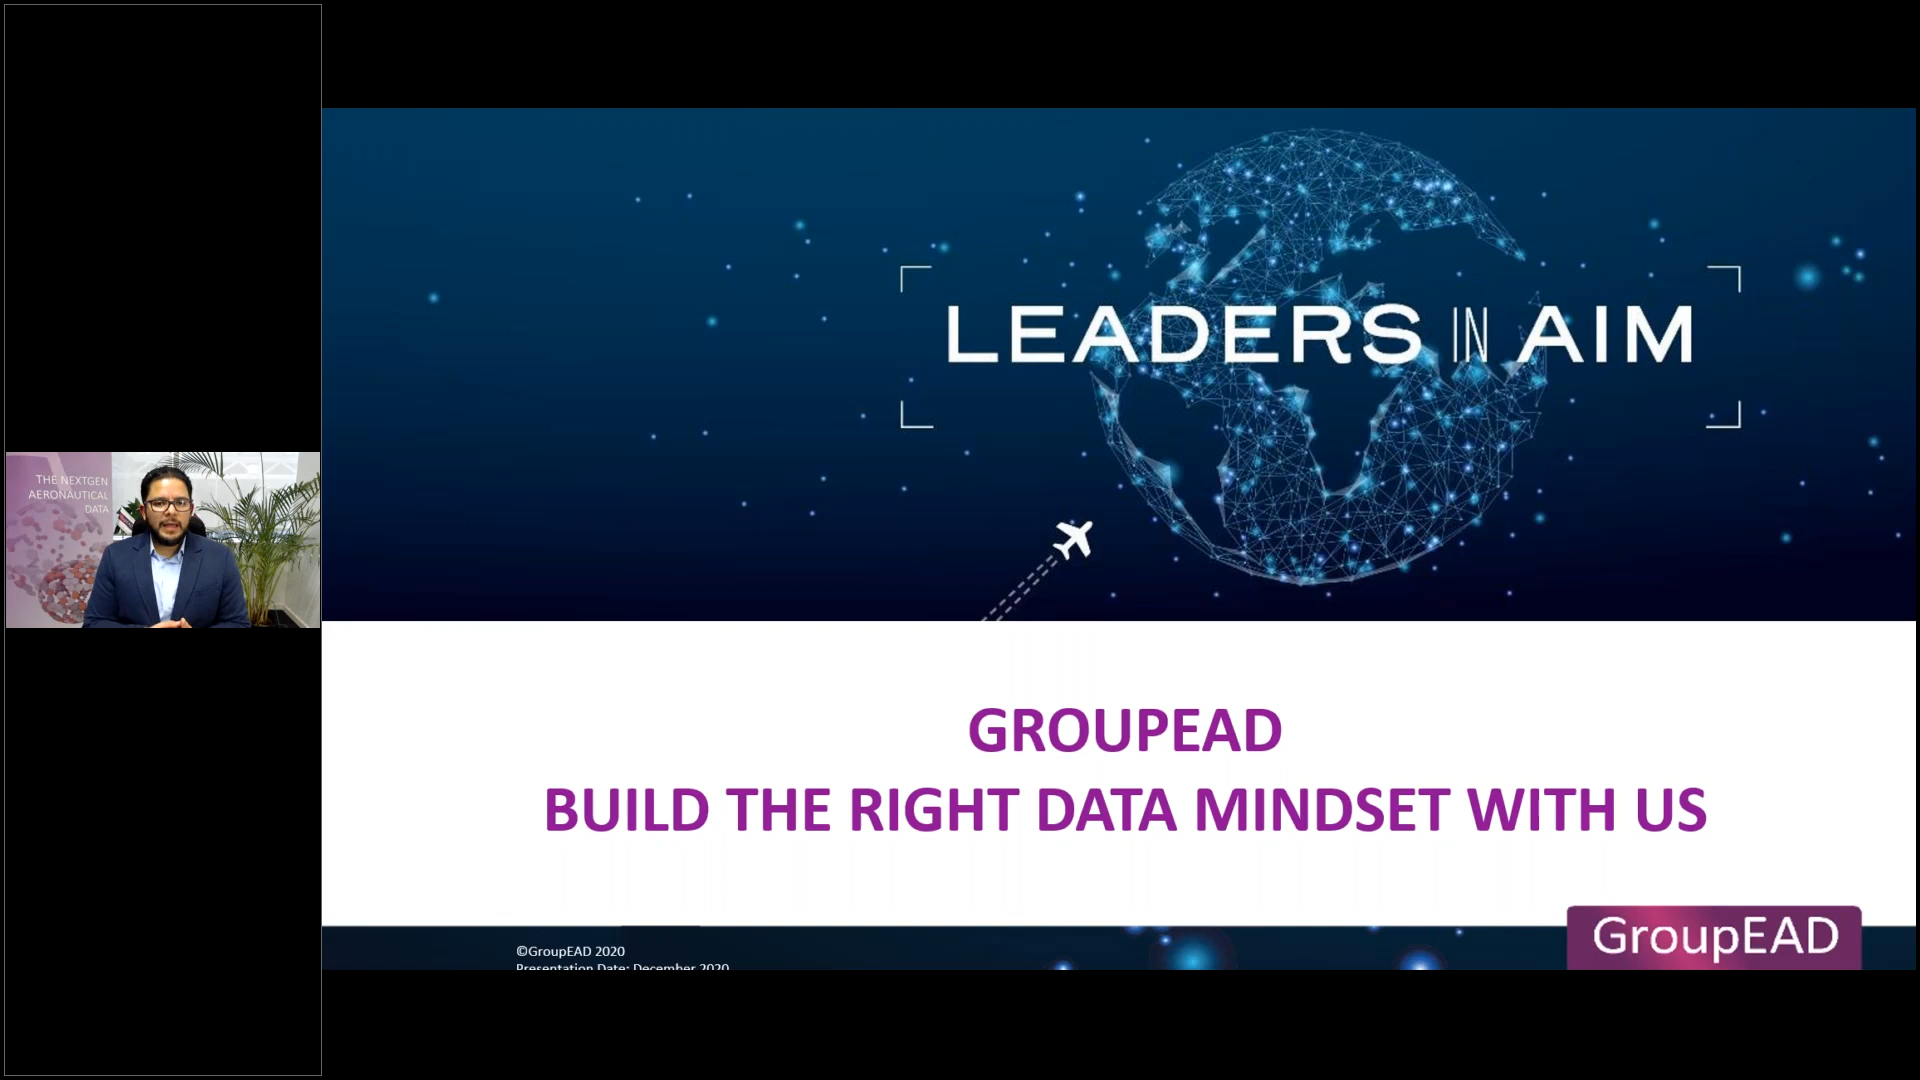 THE NEXTGEN
AERONAUTICAL
DATA
LEADERS IN AIM
GROUPEAD
BUILD THE RIGHT DATA MINDSET WITH US
©GroupEAD 2020
Presentation Date: December 2020
GroupEAD